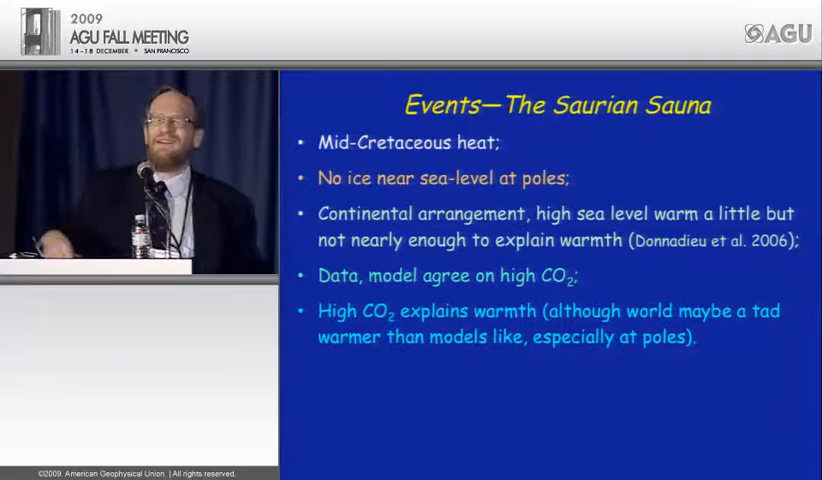 2009
AGU FALL MEETING
14-18 DECEMBER • SAN FRANCISCO
AGU
Events—The Saurian Sauna
• Mid-Cretaceous heat;
• No ice near sea-level at poles;
• Continental arrangement, high sea level warm a little but
not nearly enough to explain warmth (Donnadieu et al. 2006);
• Data, model agree on high CO₂;
• High CO₂ explains warmth (although world maybe a tad
warmer than models like, especially at poles).
©2009. American Geophysical Union. | All rights reserved.